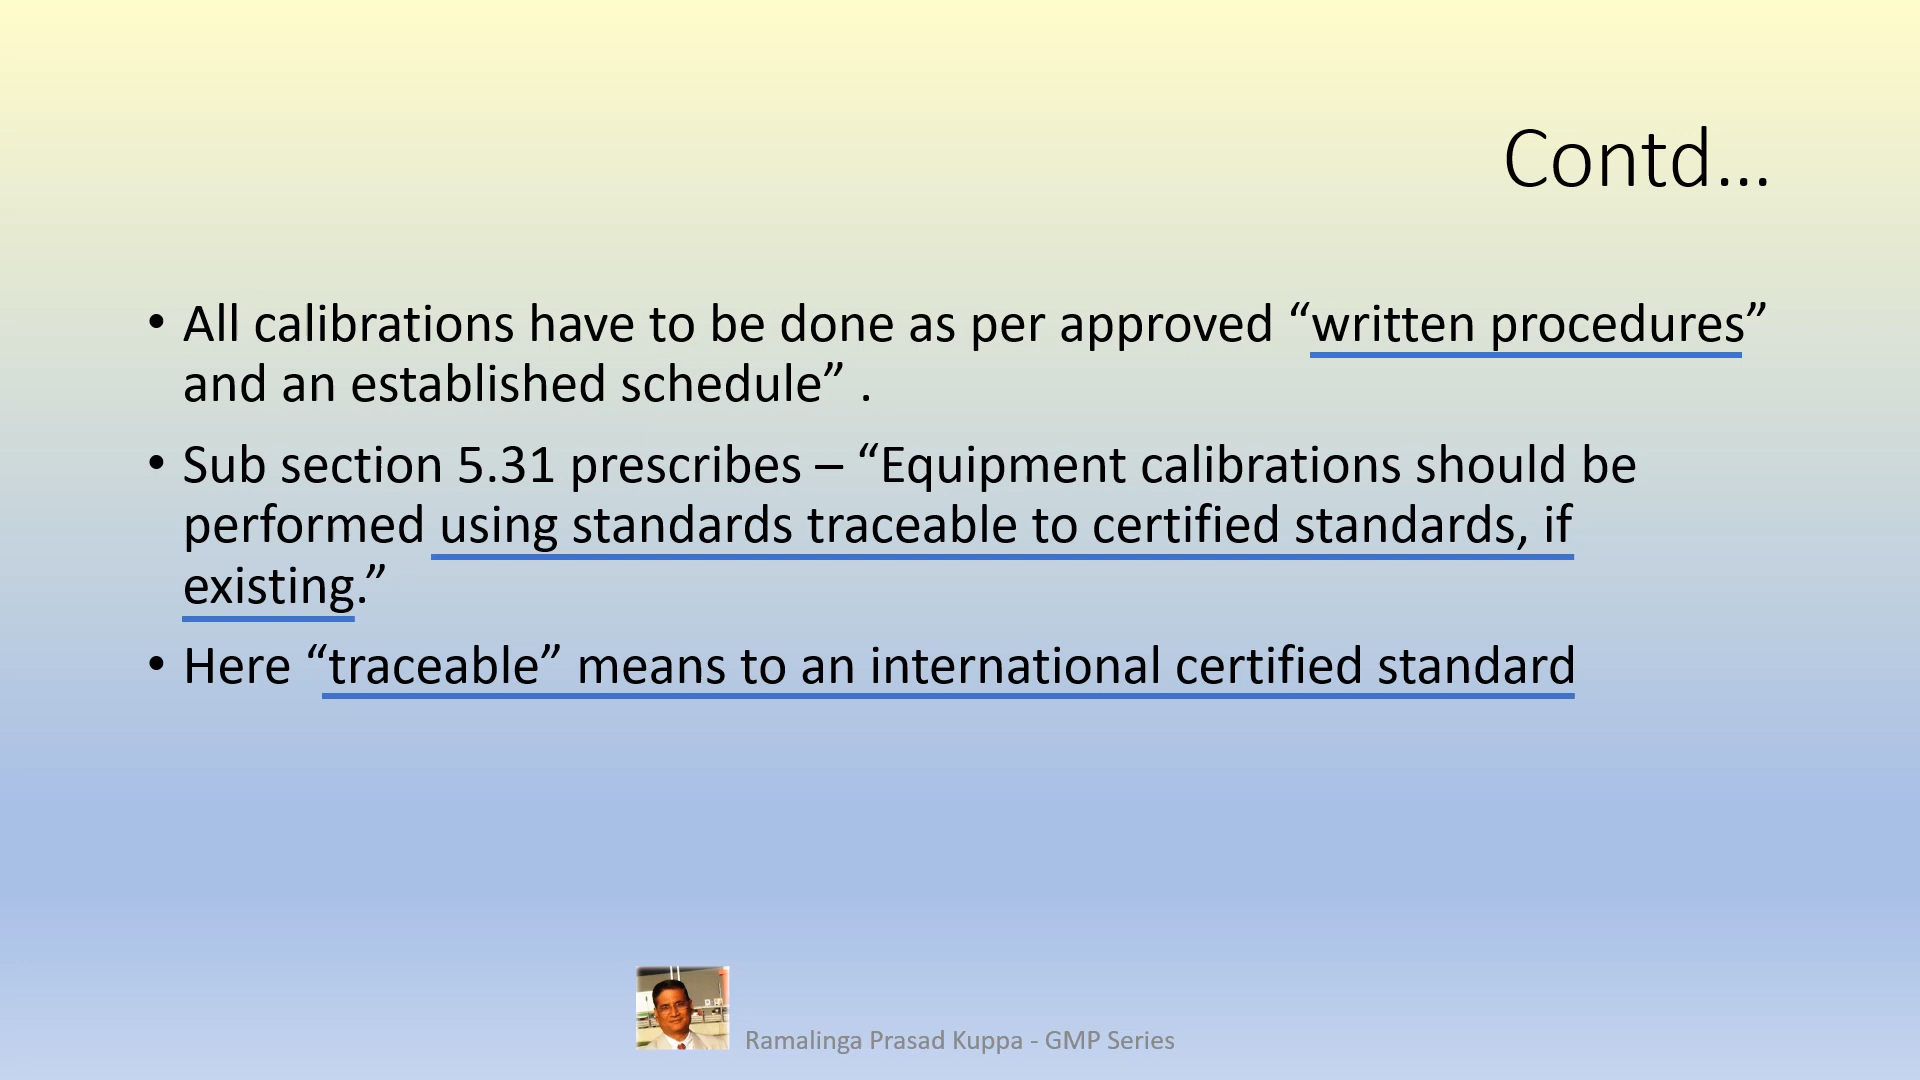 Contd...
• All calibrations have to be done as per approved “written procedures”
and an established schedule” .
• Sub section 5.31 prescribes – “Equipment calibrations should be
performed using standards traceable to certified standards, if
existing.”
• Here “traceable” means to an international certified standard
Ramalinga Prasad Kuppa - GMP Series